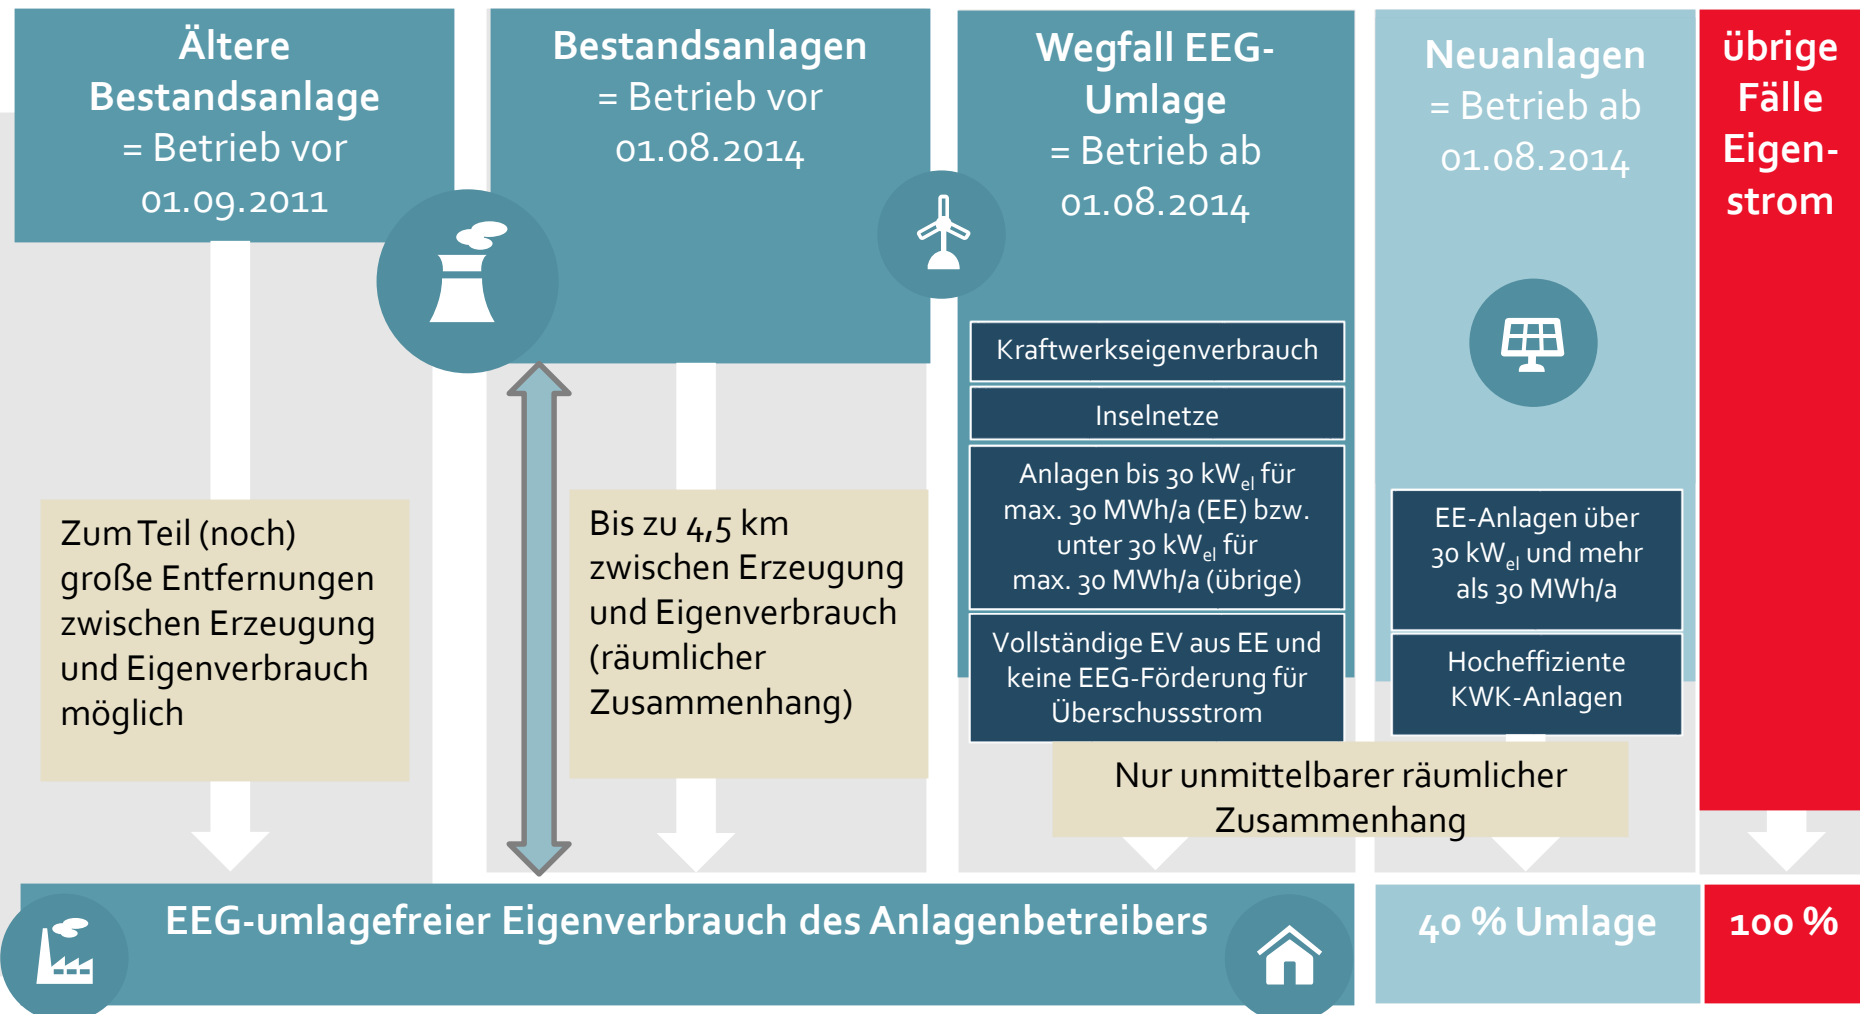 Ältere
Bestandsanlage
= Betrieb vor
01.09.2011
Bestandsanlagen
= Betrieb vor
01.08.2014
Wegfall EEG-
Umlage
= Betrieb ab
01.08.2014
Neuanlagen
= Betrieb ab
01.08.2014
übrige
Fälle
Eigen-
strom
Zum Teil (noch)
große Entfernungen
zwischen Erzeugung
und Eigenverbrauch
möglich
Bis zu 4,5 km
zwischen Erzeugung
und Eigenverbrauch
(räumlicher
Zusammenhang)
Kraftwerkseigenverbrauch
Inselnetze
Anlagen bis 30 kWel für
max. 30 MWh/a (EE) bzw.
unter 30 kWel für
max. 30 MWh/a (übrige)
Vollständige EV aus EE und
keine EEG-Förderung für
Überschussstrom
EE-Anlagen über
30 kWel und mehr
als 30 MWh/a
Hocheffiziente
KWK-Anlagen
Nur unmittelbarer räumlicher
Zusammenhang
EEG-umlagefreier Eigenverbrauch des Anlagenbetreibers
40 % Umlage
100 %